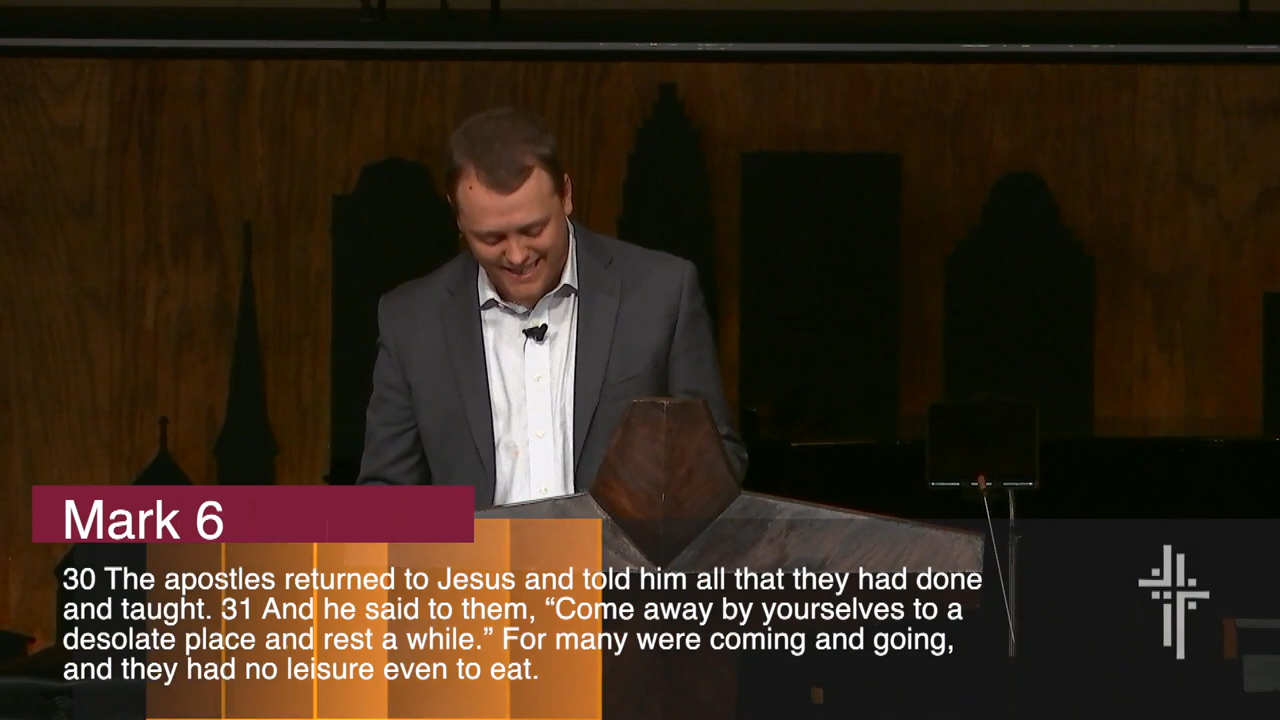 Mark 6
30 The apostles returned to Jesus and told him all that they had done
and taught. 31 And he said to them, “Come away by yourselves to a
desolate place and rest a while.” For many were coming and going,
and they had no leisure even to eat.